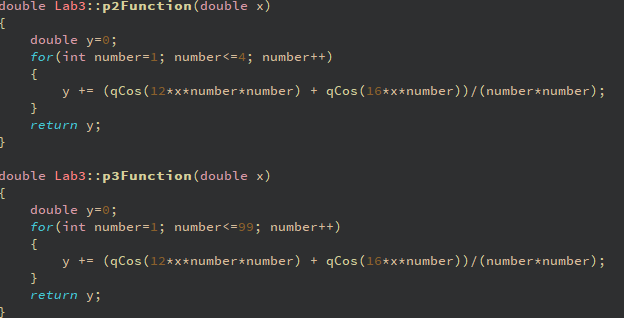 double Lab3::p2Function(double x)
{
    double y=0;
    for(int number=1; number<=4; number++)
    {
        y += (qCos(12*x*number*number) + qCos(16*x*number))/(number*number);
    }
    return y;
}

double Lab3::p3Function(double x)
{
    double y=0;
    for(int number=1; number<=99; number++)
    {
        y += (qCos(12*x*number*number) + qCos(16*x*number))/(number*number);
    }
    return y;
}